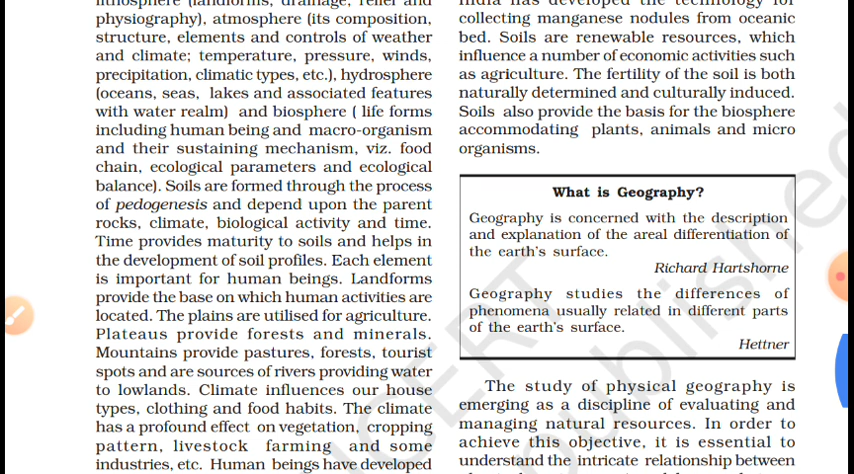 lithosphere (landforms, drainage, relief and
physiography), atmosphere (its composition,
structure, elements and controls of weather
and climate; temperature, pressure, winds,
precipitation, climatic types, etc.), hydrosphere
(oceans, seas, lakes and associated features
with water realm) and biosphere ( life forms
including human being and macro-organism
and their sustaining mechanism, viz. food
chain, ecological parameters and ecological
balance). Soils are formed through the process
of pedogenesis and depend upon the parent
rocks, climate, biological activity and time.
Time provides maturity to soils and helps in
the development of soil profiles. Each element
is important for human beings. Landforms
provide the base on which human activities are
located. The plains are utilised for agriculture.
Plateaus provide forests and minerals.
Mountains provide pastures, forests, tourist
spots and are sources of rivers providing water
to lowlands. Climate influences our house
types, clothing and food habits. The climate
has a profound effect on vegetation, cropping
pattern, livestock farming and some
industries, etc. Human beings have developed
India has developed the technology for
collecting manganese nodules from oceanic
bed. Soils are renewable resources, which
influence a number of economic activities such
as agriculture. The fertility of the soil is both
naturally determined and culturally induced.
Soils also provide the basis for the biosphere
accommodating plants, animals and micro
organisms.
What is Geography?
Geography is concerned with the description
and explanation of the areal differentiation of
the earth's surface.
Richard Hartshorne
Geography studies the differences of
phenomena usually related in different parts
of the earth's surface.
Hettner
The study of physical geography is
emerging as a discipline of evaluating and
managing natural resources. In order to
achieve this objective, it is essential to
understand the intricate relationship between